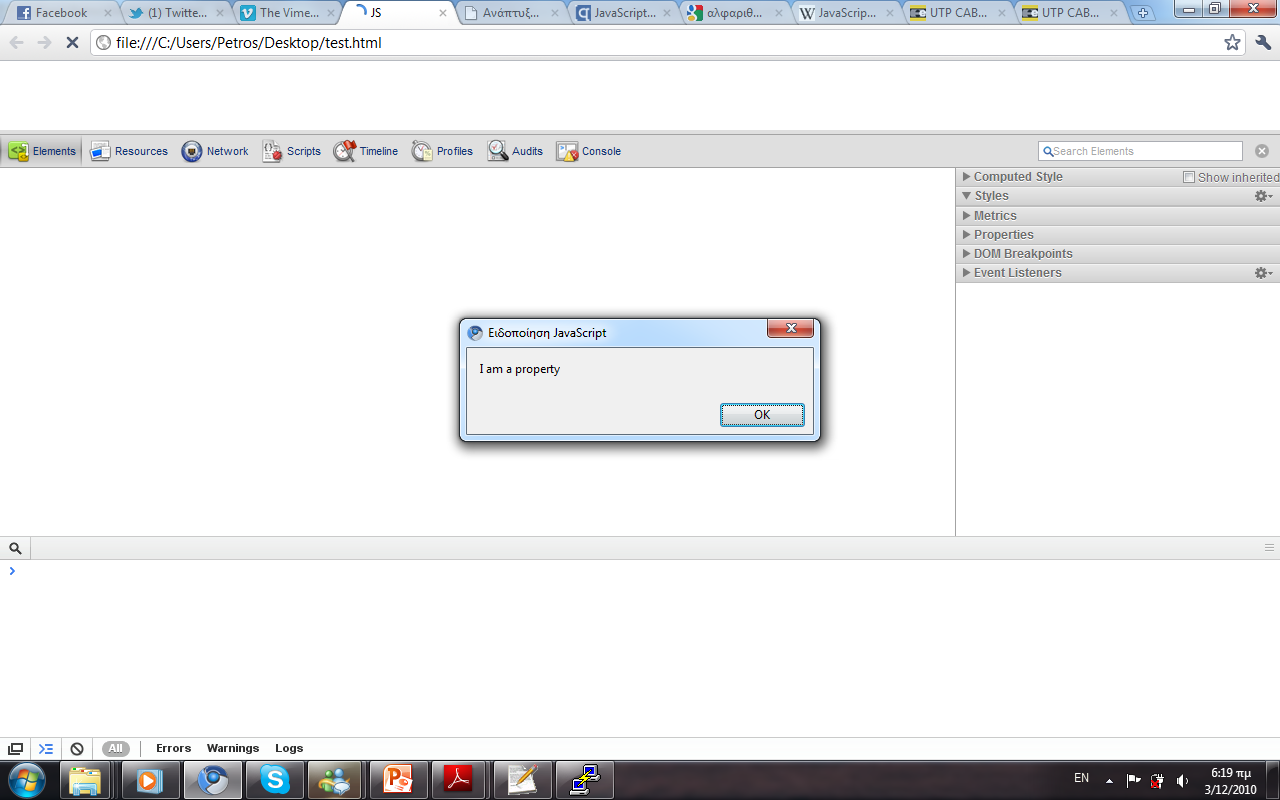 Facebook
(1) Twitte...
The Vime...
JS
Ανάπτυξ...
JavaScript...
αλφαριθ...
JavaScrip...
UTP CAB...
UTP CAB...
file:///C:/Users/Petros/Desktop/test.html
Elements
Resources
Network
Scripts
Timeline
Profiles
Audits
Console
Search Elements
Computed Style
Show inherited
Styles
Metrics
Properties
DOM Breakpoints
Event Listeners
Ειδοποίηση JavaScript
I am a property
OK
All
Errors
Warnings
Logs
EN
6:19 πμ
3/12/2010